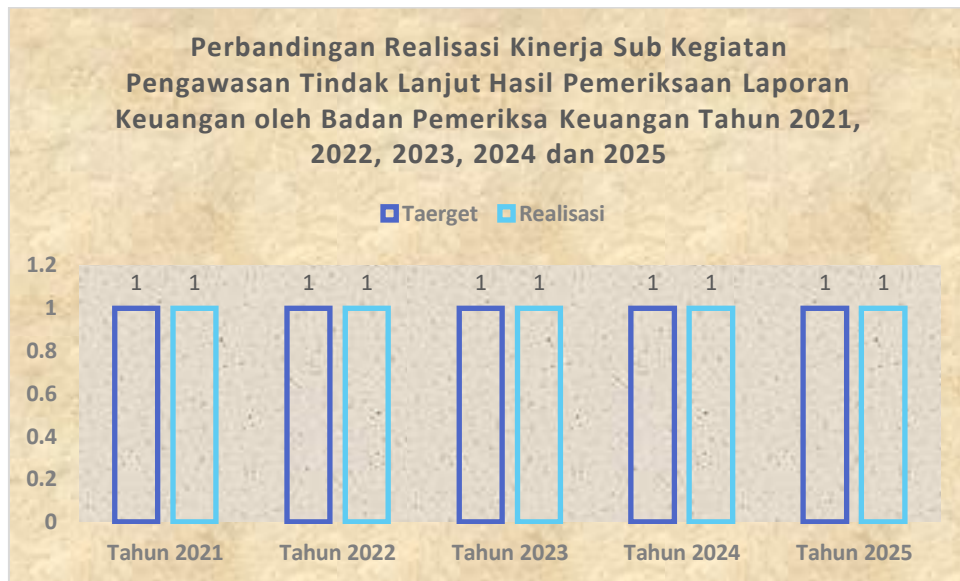 Perbandingan Realisasi Kinerja Sub Kegiatan
Pengawasan Tindak Lanjut Hasil Pemeriksaan Laporan
Keuangan oleh Badan Pemeriksa Keuangan Tahun 2021,
2022, 2023, 2024 dan 2025
Taerget Realisasi
1.2
1 1 1 1 1 1 1 1 1 1
1
0.8
0.6
0.4
0.2
0
Tahun 2021 Tahun 2022 Tahun 2023 Tahun 2024 Tahun 2025